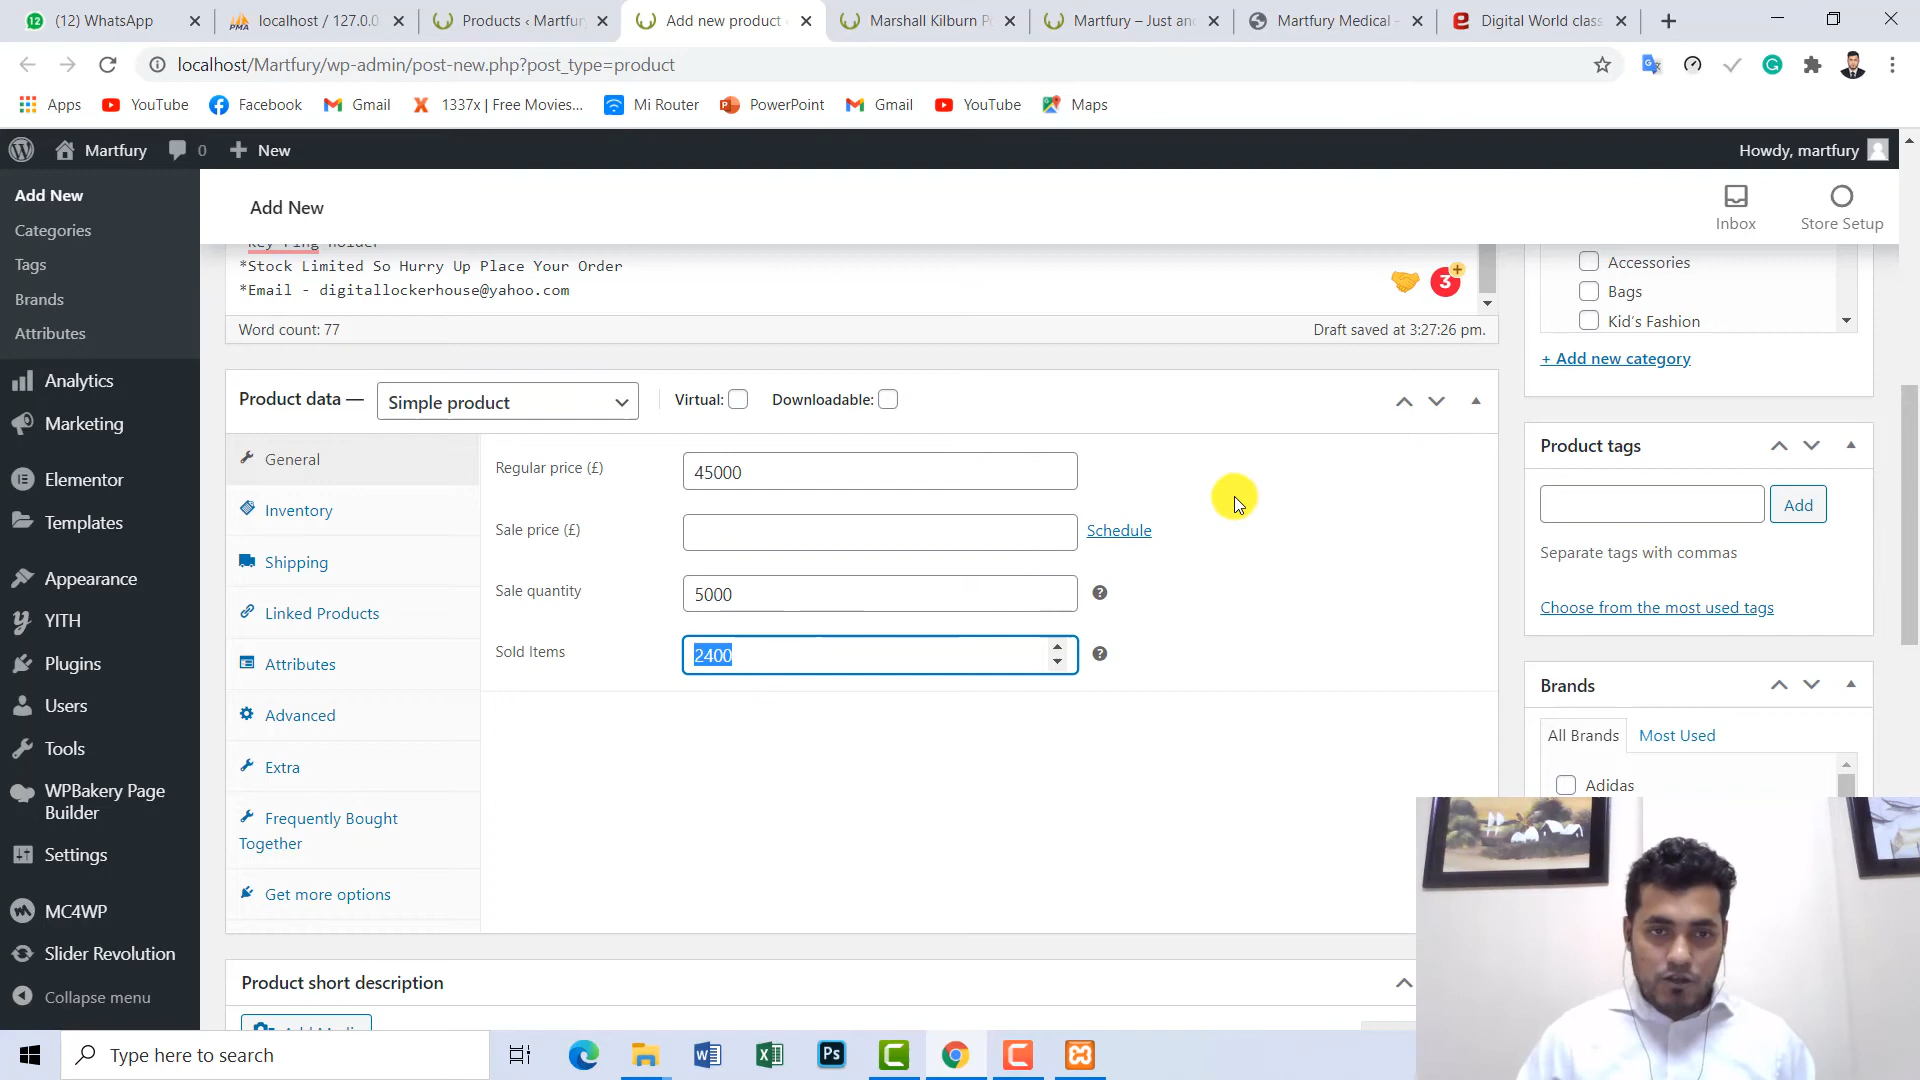 (12) WhatsApp
localhost / 127.0.0
Products ‹ Martfury
Add new product
Marshall Kilburn P
Martfury – Just an
Martfury Medical –
Digital World class
localhost/Martfury/wp-admin/post-new.php?post_type=product
Apps
YouTube
Facebook
Gmail
1337x | Free Movies...
Mi Router
PowerPoint
Gmail
YouTube
Maps
Martfury
0
New
Howdy, martfury
Add New
Categories
Tags
Brands
Attributes
Analytics
Marketing
Elementor
Templates
Appearance
YITH
Plugins
Users
Tools
WPBakery Page
Builder
Settings
MC4WP
Slider Revolution
Collapse menu
Add New
Inbox
Store Setup
*Stock Limited So Hurry Up Place Your Order
*Email - digitallockerhouse@yahoo.com
3
Word count: 77
Draft saved at 3:27:26 pm.
Product data —
Simple product
Virtual:
Downloadable:
General
Inventory
Shipping
Linked Products
Attributes
Advanced
Extra
Frequently Bought
Together
Get more options
Regular price (£)
45000
Sale price (£)
Schedule
Sale quantity
5000
Sold Items
2400
Product short description
Accessories
Bags
Kid's Fashion
+ Add new category
Product tags
Add
Separate tags with commas
Choose from the most used tags
Brands
All Brands
Most Used
Adidas
Type here to search